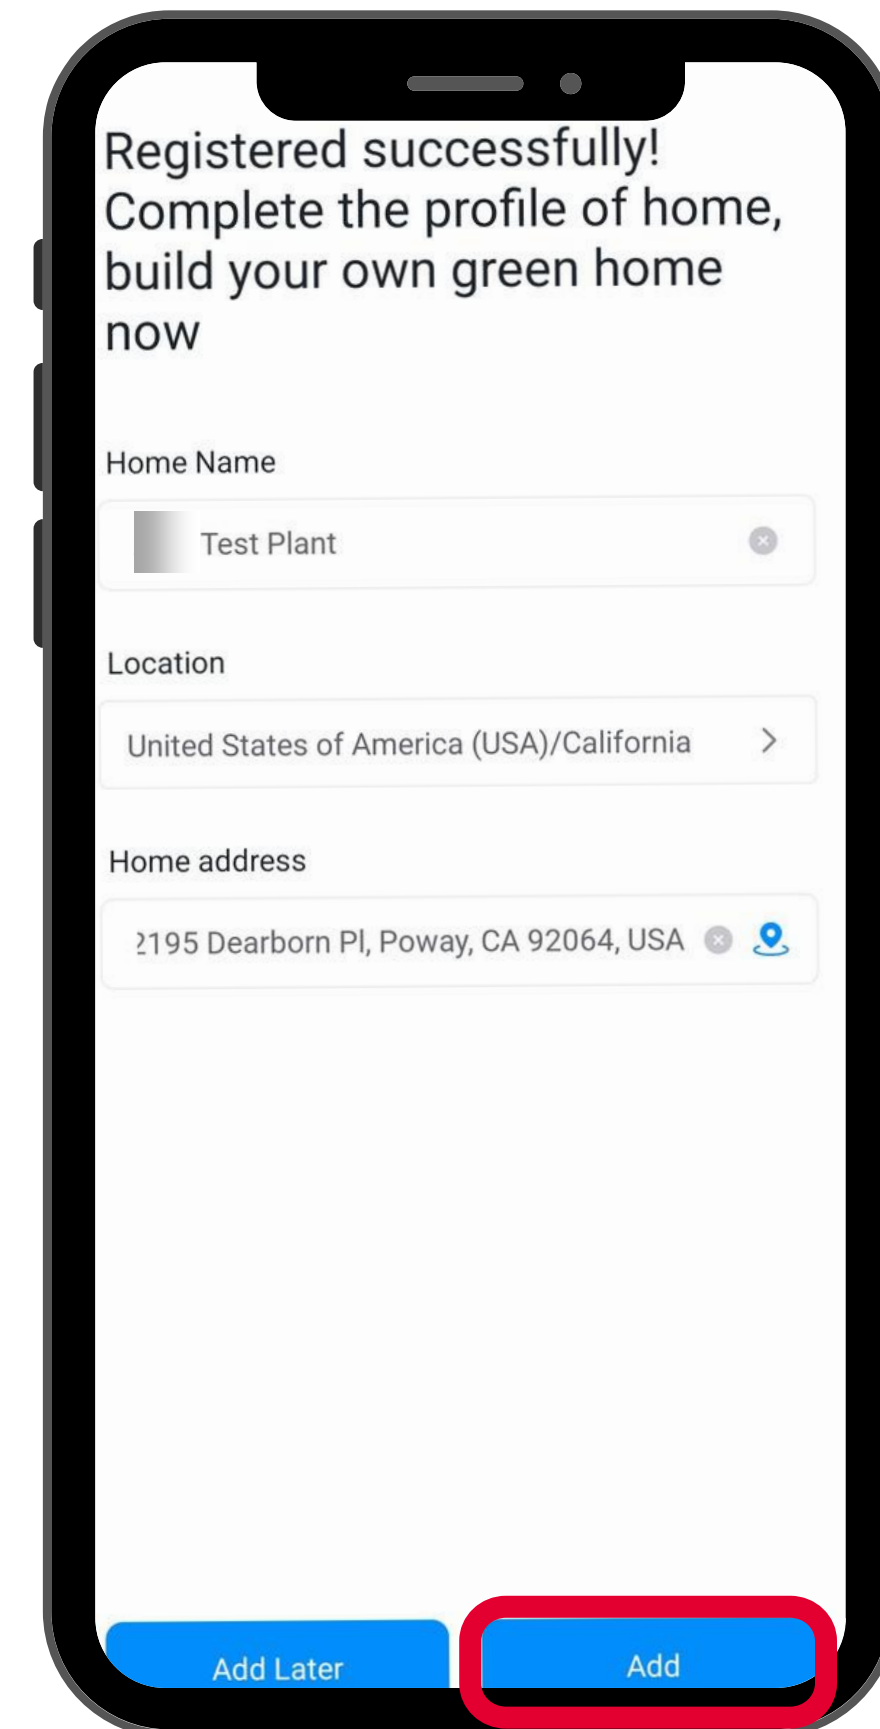 Registered successfully!
Complete the profile of home,
build your own green home
now
Home Name
Test Plant
Location
United States of America (USA)/California
Home address
2195 Dearborn Pl, Poway, CA 92064, USA
Add Later
Add